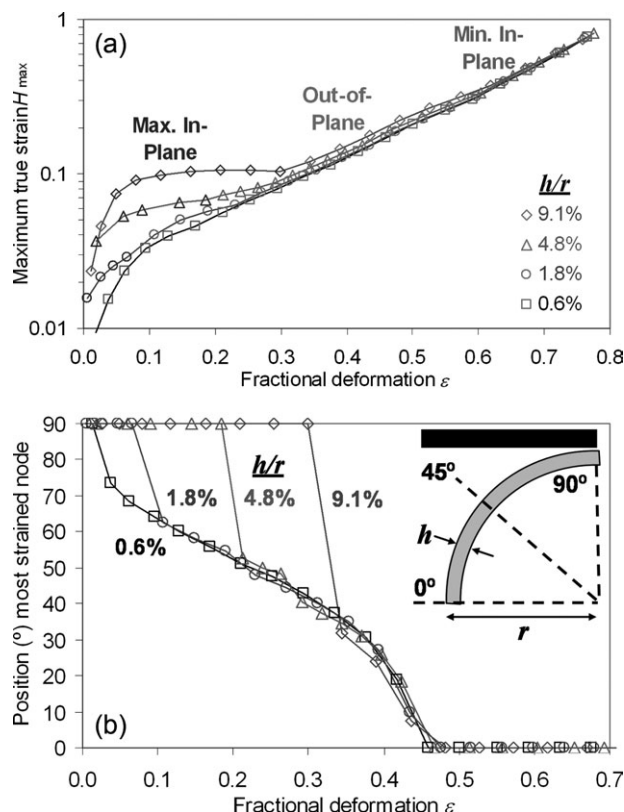 (a)
1
0.1
0.01
Maximum true strain H max
Max. In-
Plane
Out-of-
Plane
Min. In-
Plane
h/r
9.1%
4.8%
1.8%
0.6%
0.0 0.1 0.2 0.3 0.4 0.5 0.6 0.7 0.8
Fractional deformation ε
90
80
70
60
50
40
30
20
10
0
Position (º) most strained node
h/r
0.6%
1.8%
4.8%
9.1%
45º
90º
h
0º
r
(b)
0.0 0.1 0.2 0.3 0.4 0.5 0.6 0.7
Fractional deformation ε